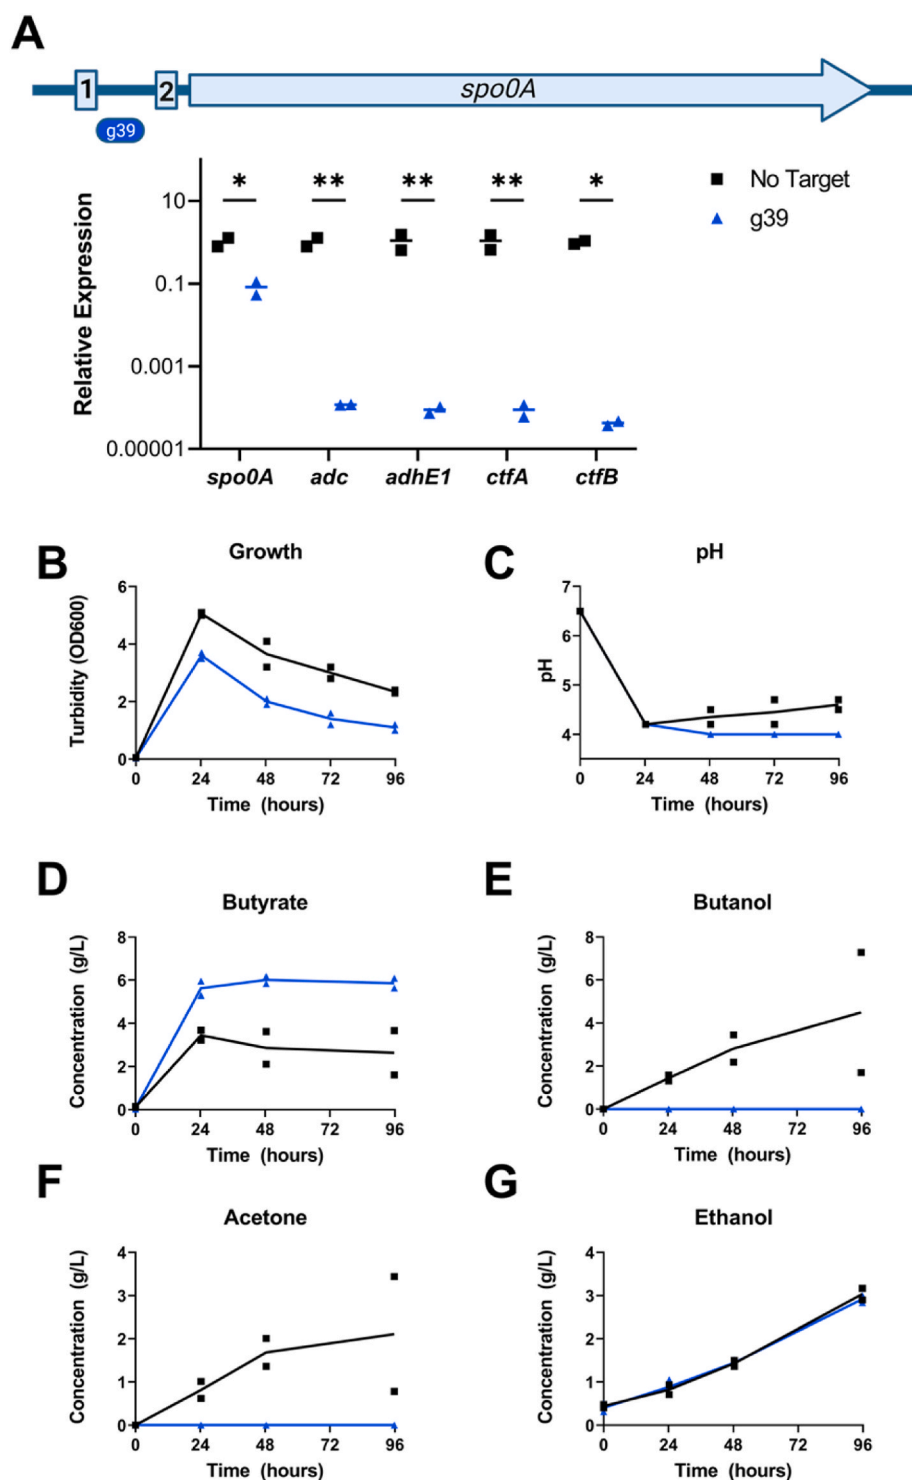 A
1
2
spo0A
g39
Relative Expression
10
0.1
0.001
0.00001
*
**
**
**
*
spo0A adc adhE1 ctfA ctfB
No Target
g39
B
Growth
Turbidity (OD600)
6
4
2
0
0 24 48 72 96
Time (hours)
C
pH
pH
7
6
5
4
0 24 48 72 96
Time (hours)
D
Butyrate
Concentration (g/L)
8
6
4
2
0
0 24 48 72 96
Time (hours)
E
Butanol
Concentration (g/L)
8
6
4
2
0
0 24 48 72 96
Time (hours)
F
Acetone
Concentration (g/L)
4
3
2
1
0
0 24 48 72 96
Time (hours)
G
Ethanol
Concentration (g/L)
4
3
2
1
0
0 24 48 72 96
Time (hours)